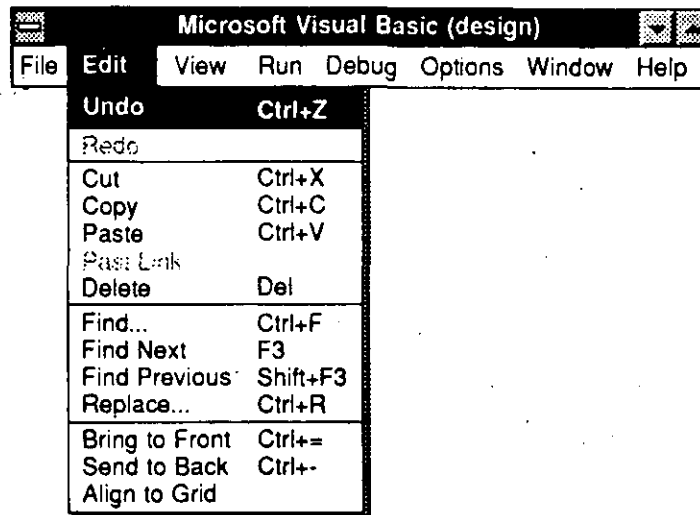 Microsoft Visual Basic (design)
File Edit View Run Debug Options Window Help
Undo Ctrl+Z
Redo
Cut Ctrl+X
Copy Ctrl+C
Paste Ctrl+V
Past Link
Delete Del
Find... Ctrl+F
Find Next F3
Find Previous Shift+F3
Replace... Ctrl+R
Bring to Front Ctrl+=
Send to Back Ctrl+-
Align to Grid